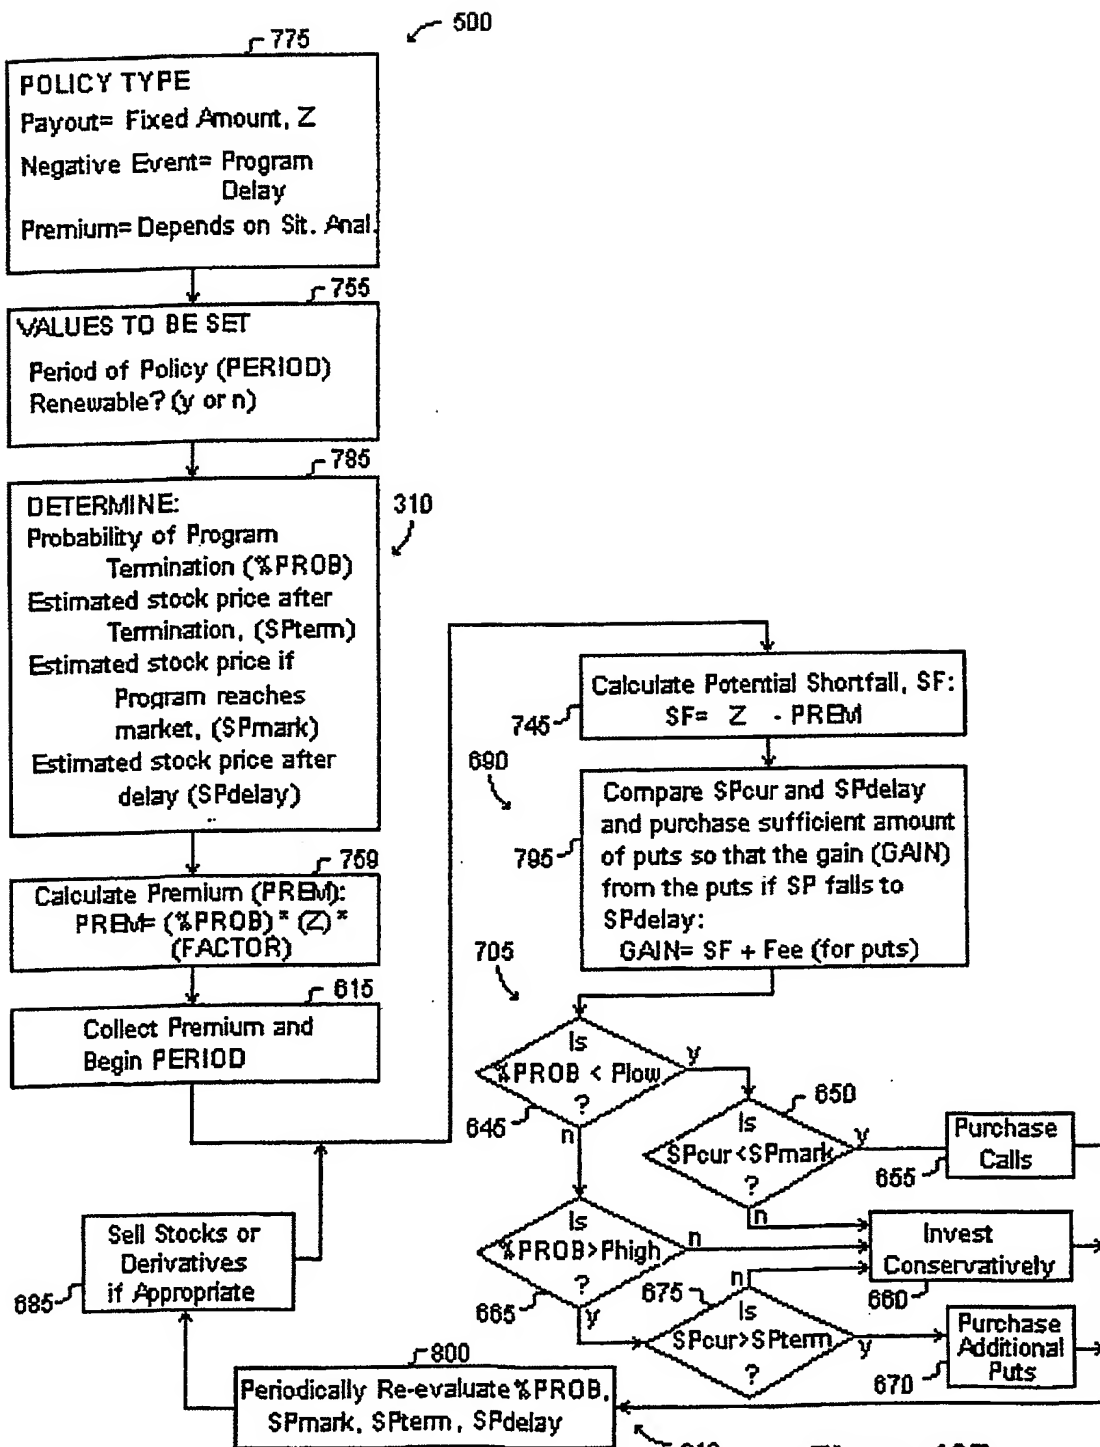 500
775
POLICY TYPE
Payout= Fixed Amount, Z
Negative Event= Program
Delay
Premium= Depends on Sit. Anal.
755
VALUES TO BE SET
Period of Policy (PERIOD)
Renewable? (y or n)
785
DETERMINE:
Probability of Program
Termination (%PROB)
Estimated stock price after
Termination, (SPterm)
Estimated stock price if
Program reaches
market, (SPmark)
Estimated stock price after
delay (SPdelay)
310
759
Calculate Premium (PREM):
PREM= (%PROB)* (Z)*
(FACTOR)
615
Collect Premium and
Begin PERIOD
Calculate Potential Shortfall, SF:
SF= Z - PREM
745
690
Compare SPcur and SPdelay
and purchase sufficient amount
of puts so that the gain (GAIN)
from the puts if SP falls to
SPdelay:
GAIN= SF + Fee (for puts)
795
705
Is
%PROB < Plow
?
645
y
n
650
Is
SPcur<SPmark
?
y
n
Purchase
Calls
655
Is
%PROB>Phigh
?
665
n
y
Invest
Conservatively
660
675
n
Is
SPcur>SPterm
?
y
Purchase
Additional
Puts
670
Sell Stocks or
Derivatives
if Appropriate
685
800
Periodically Re-evaluate %PROB,
SPmark, SPterm, SPdelay